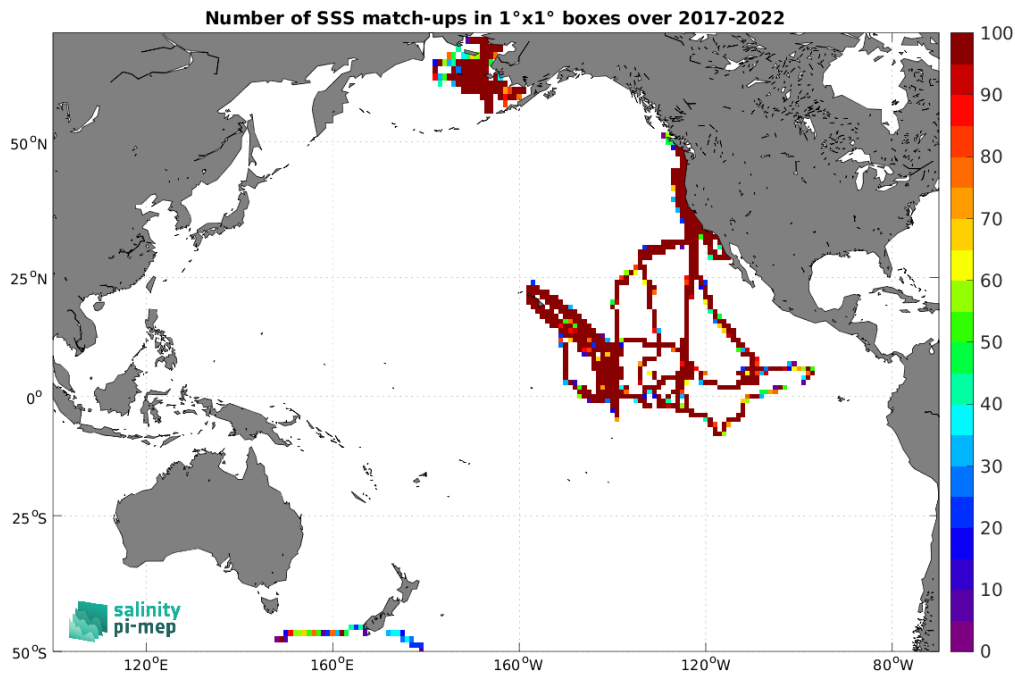 Number of SSS match-ups in 1°x1° boxes over 2017-2022
100
90
80
70
60
50
40
30
20
10
0
50°N
25°N
0°
25°S
50°S
salinity
pi-mep
120°E
160°E
160°W
120°W
80°W